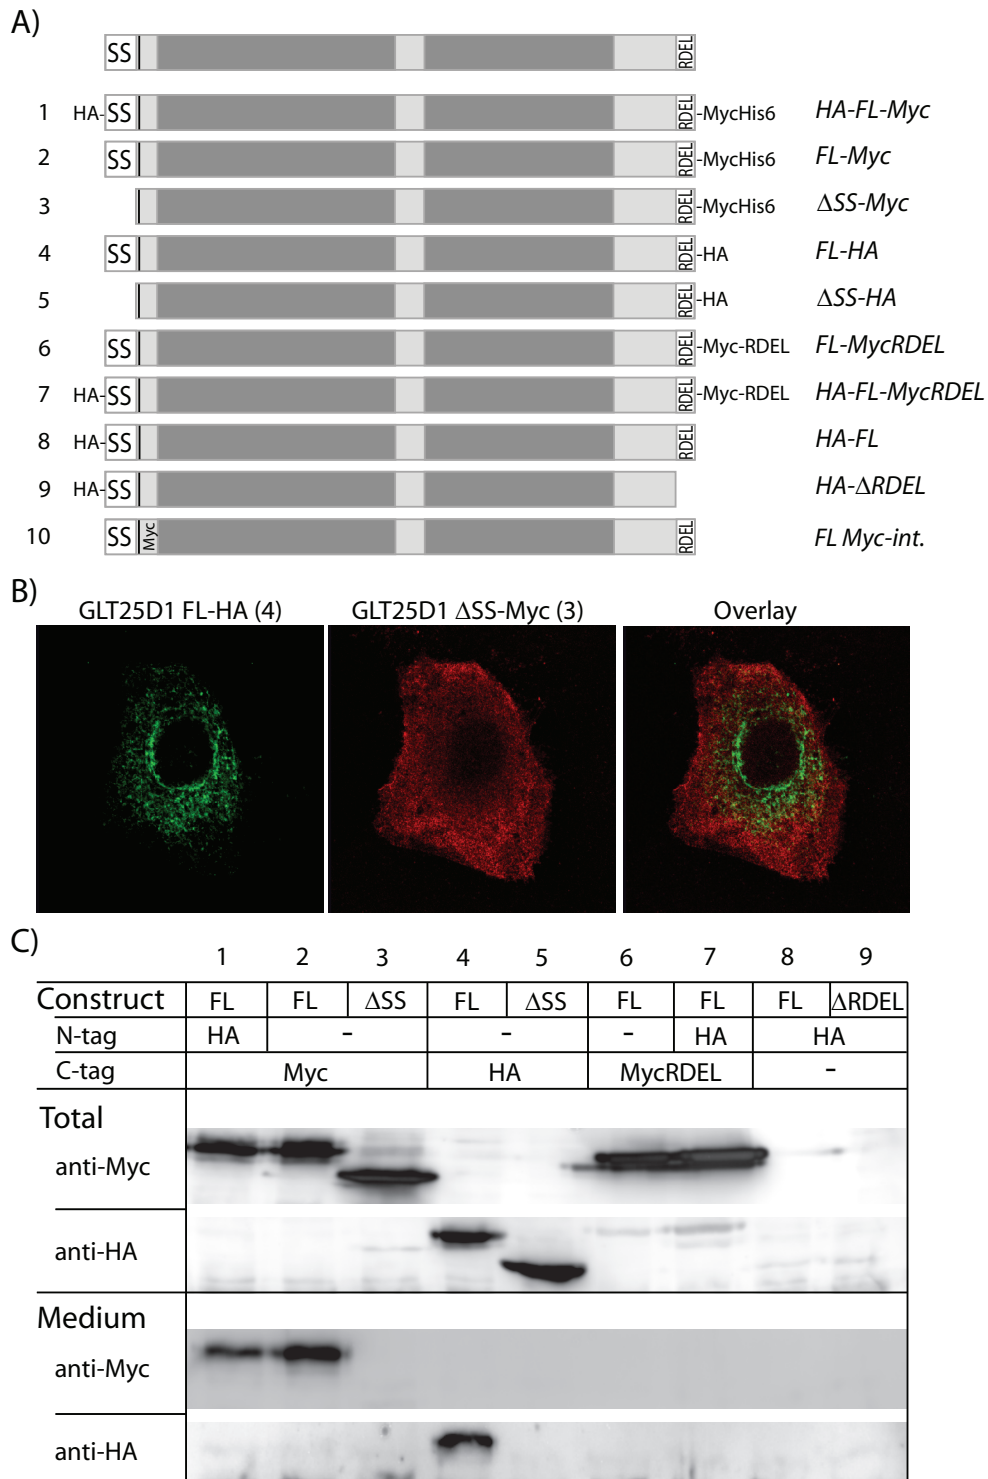 A)
SS RDEL
1 HA- SS RDEL -MycHis6 HA-FL-Myc
2 SS RDEL -MycHis6 FL-Myc
3 RDEL -MycHis6 ΔSS-Myc
4 SS RDEL -HA FL-HA
5 RDEL -HA ΔSS-HA
6 SS RDEL -Myc-RDEL FL-MycRDEL
7 HA- SS RDEL -Myc-RDEL HA-FL-MycRDEL
8 HA- SS RDEL HA-FL
9 HA- SS HA-ΔRDEL
10 SS Myc RDEL FL Myc-int.
B)
GLT25D1 FL-HA (4) GLT25D1 ΔSS-Myc (3) Overlay
C)
1 2 3 4 5 6 7 8 9
Construct FL FL ΔSS FL ΔSS FL FL FL ΔRDEL
N-tag HA - - - HA HA
C-tag Myc HA MycRDEL -
Total
anti-Myc
anti-HA
Medium
anti-Myc
anti-HA